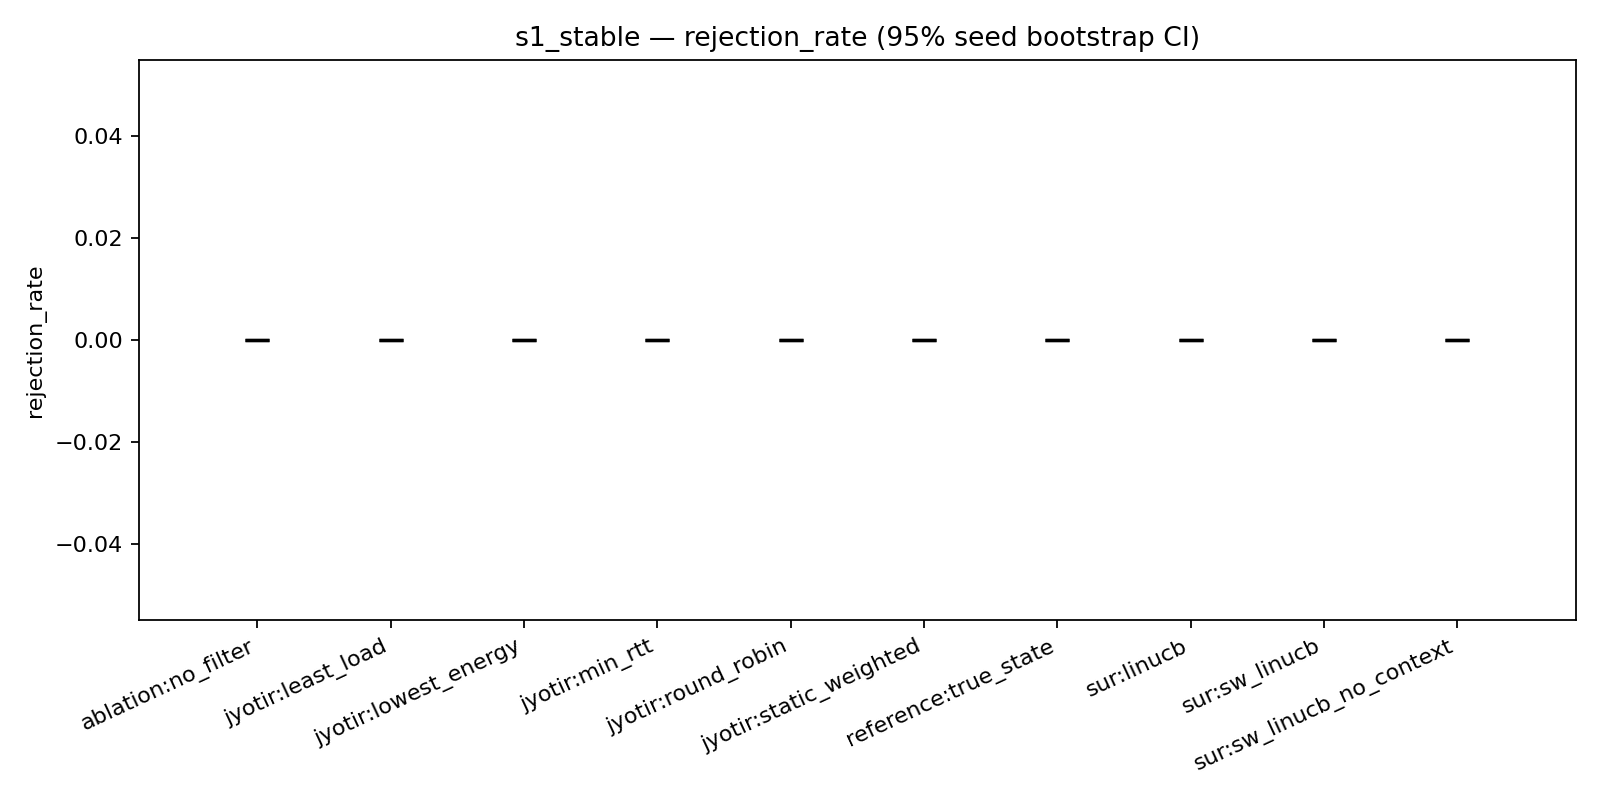 s1_stable — rejection_rate (95% seed bootstrap CI)
rejection_rate
0.04
0.02
0.00
−0.02
−0.04
ablation:no_filter
jyotir:least_load
jyotir:lowest_energy
jyotir:min_rtt
jyotir:round_robin
jyotir:static_weighted
reference:true_state
sur:linucb
sur:sw_linucb
sur:sw_linucb_no_context